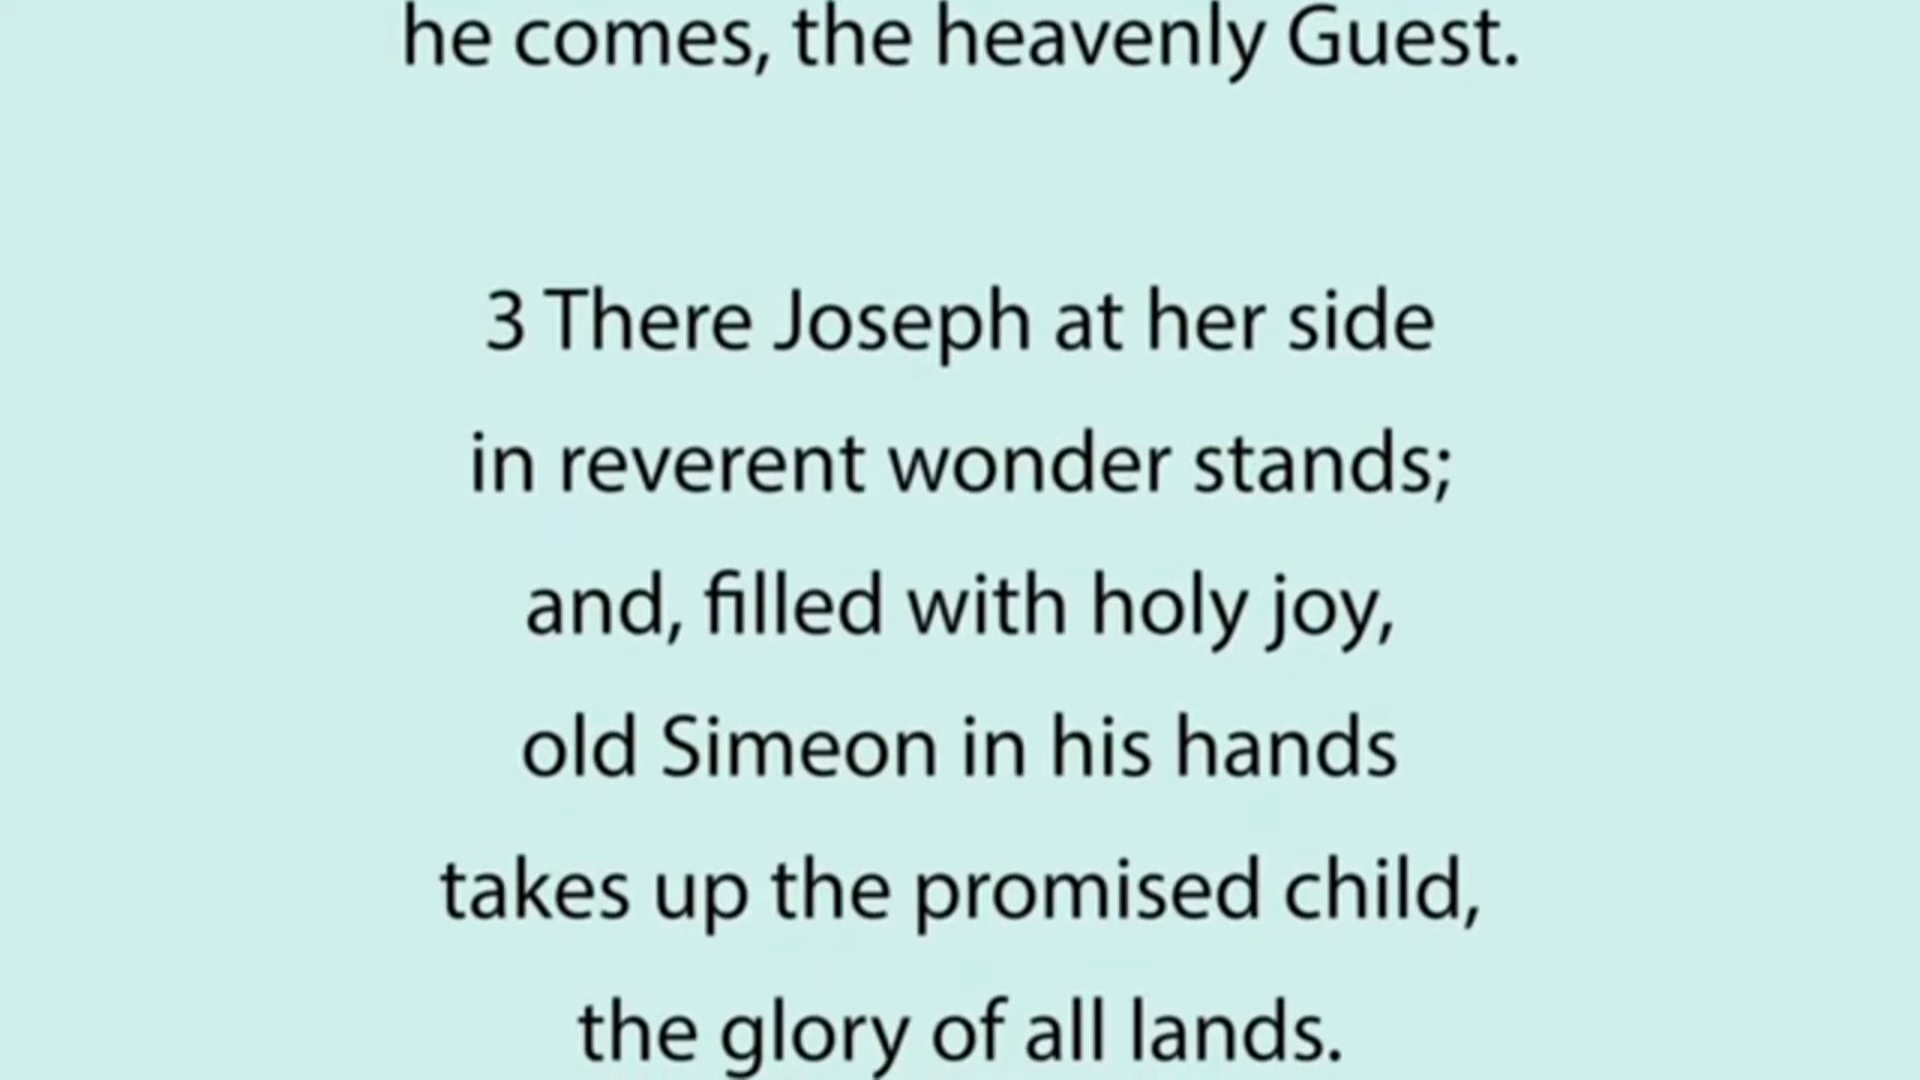 he comes, the heavenly Guest.
3 There Joseph at her side
in reverent wonder stands;
and, filled with holy joy,
old Simeon in his hands
takes up the promised child,
the glory of all lands.